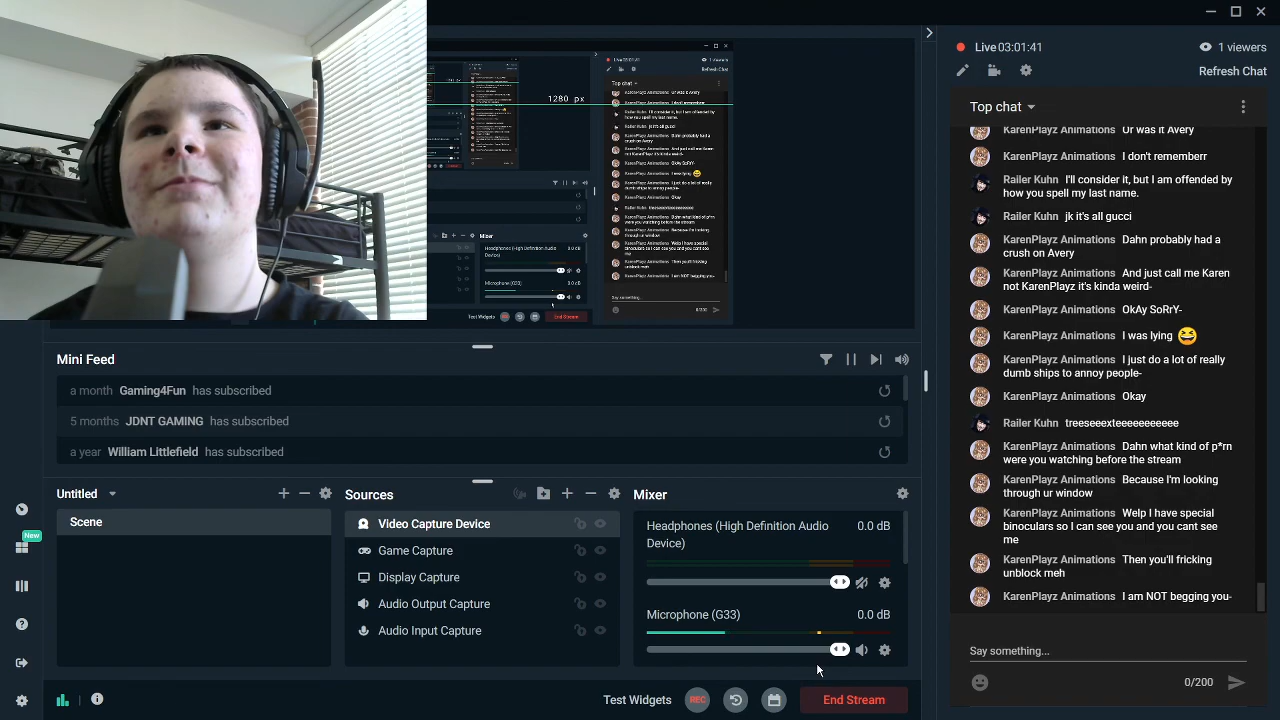 Live 03:01:41
1 viewers
Refresh Chat
Top chat
KarenPlayz Animations Or was it Avery
KarenPlayz Animations I don't rememberr
Railer Kuhn I'll consider it, but I am offended by
how you spell my last name.
Railer Kuhn jk it's all gucci
KarenPlayz Animations Dahn probably had a
crush on Avery
KarenPlayz Animations And just call me Karen
not KarenPlayz it's kinda weird-
KarenPlayz Animations OkAy SoRrY-
KarenPlayz Animations I was lying 😆
KarenPlayz Animations I just do a lot of really
dumb ships to annoy people-
KarenPlayz Animations Okay
Railer Kuhn treeseeexteeeeeeeeeee
KarenPlayz Animations Dahn what kind of p*rn
were you watching before the stream
KarenPlayz Animations Because I'm looking
through ur window
KarenPlayz Animations Welp I have special
binoculars so I can see you and you cant see
me
KarenPlayz Animations Then you'll fricking
unblock meh
KarenPlayz Animations I am NOT begging you-
Say something...
0/200
1280 px
Mini Feed
a month Gaming4Fun has subscribed
5 months JDNT GAMING has subscribed
a year William Littlefield has subscribed
Untitled
Scene
Sources
Video Capture Device
Game Capture
Display Capture
Audio Output Capture
Audio Input Capture
Mixer
Headphones (High Definition Audio
Device)
0.0 dB
Microphone (G33)
0.0 dB
New
Test Widgets
REC
End Stream